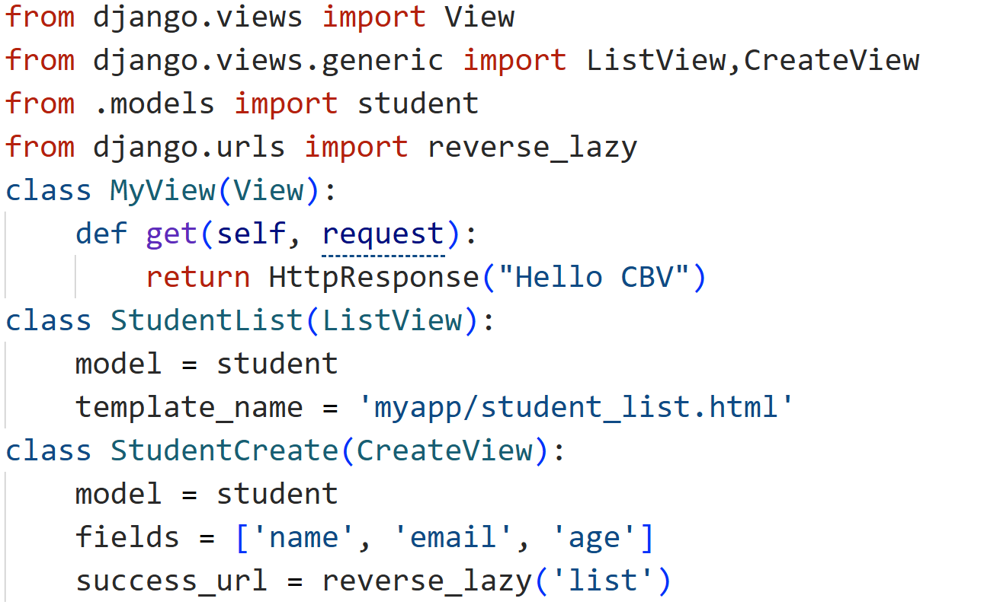 from django.views import View
from django.views.generic import ListView,CreateView
from .models import student
from django.urls import reverse_lazy
class MyView(View):
    def get(self, request):
        return HttpResponse("Hello CBV")
class StudentList(ListView):
    model = student
    template_name = 'myapp/student_list.html'
class StudentCreate(CreateView):
    model = student
    fields = ['name', 'email', 'age']
    success_url = reverse_lazy('list')